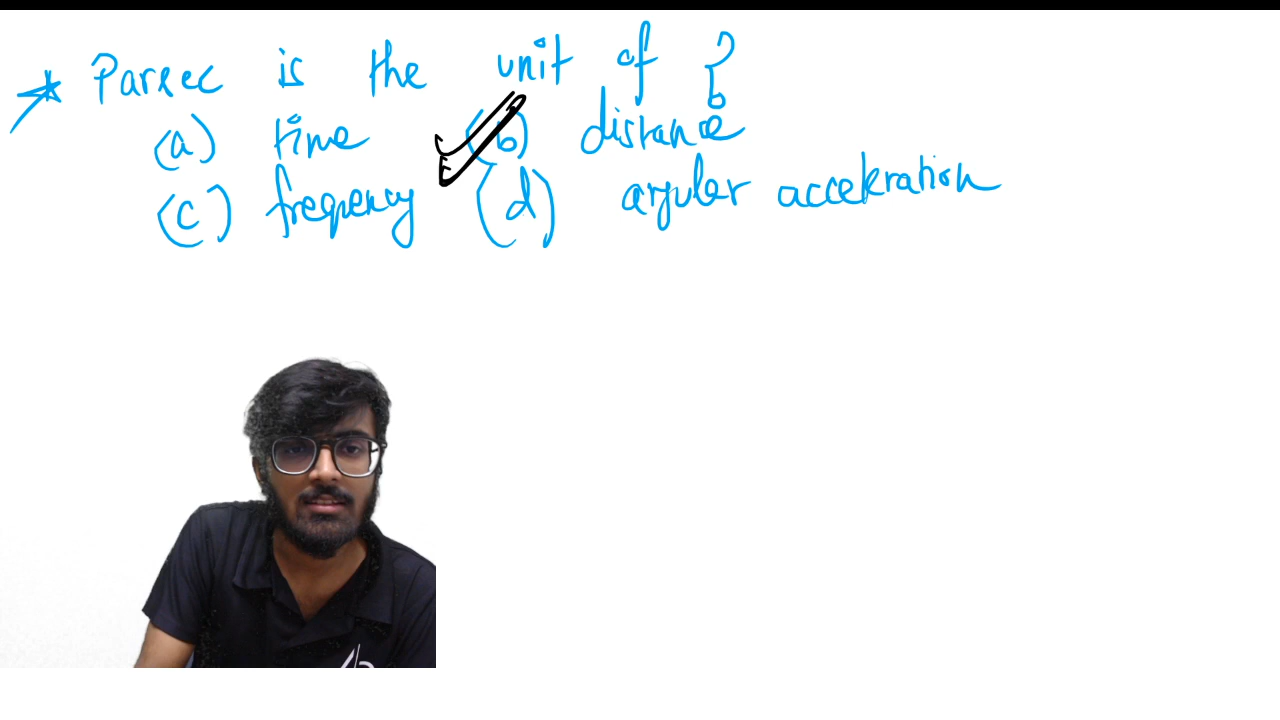 * Parsec is the unit of ?
(a) time (b) distance
(c) frequency (d) angular acceleration